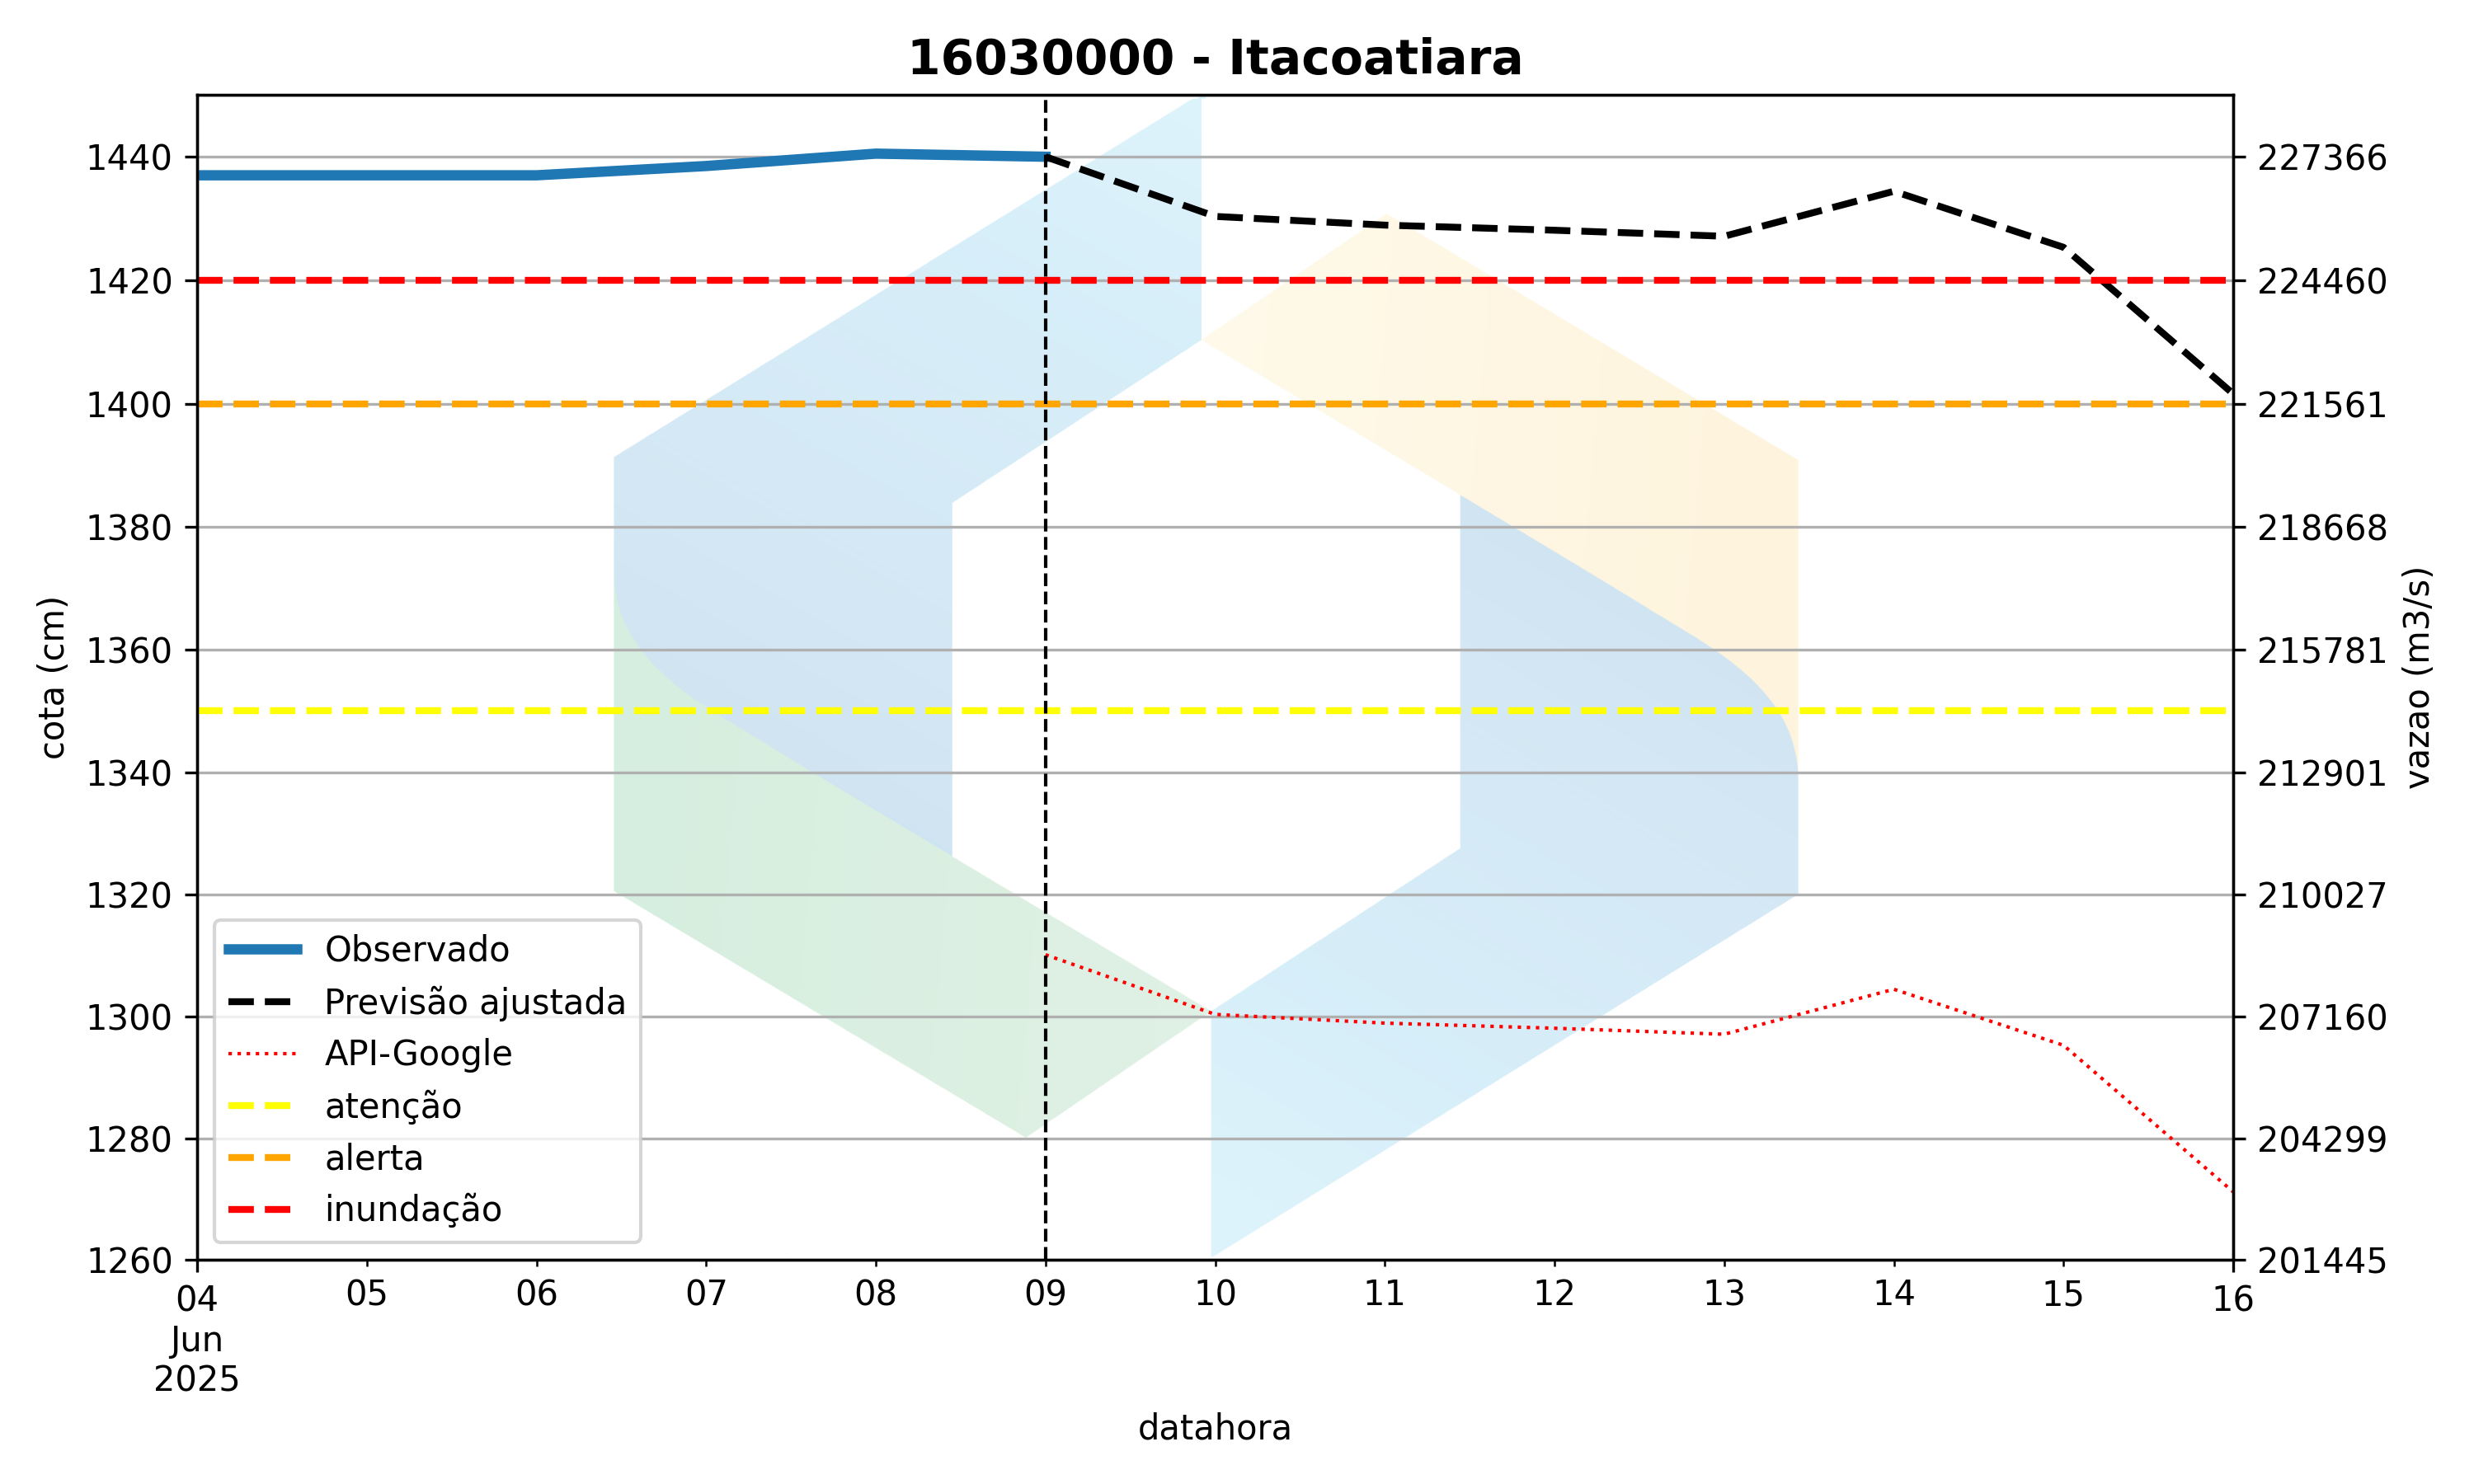 16030000 - Itacoatiara
1440
1420
1400
1380
1360
1340
1320
1300
1280
1260
cota (cm)
227366
224460
221561
218668
215781
212901
210027
207160
204299
201445
vazao (m3/s)
Observado
Previsão ajustada
API-Google
atenção
alerta
inundação
04 05 06 07 08 09 10 11 12 13 14 15 16
Jun
2025
datahora